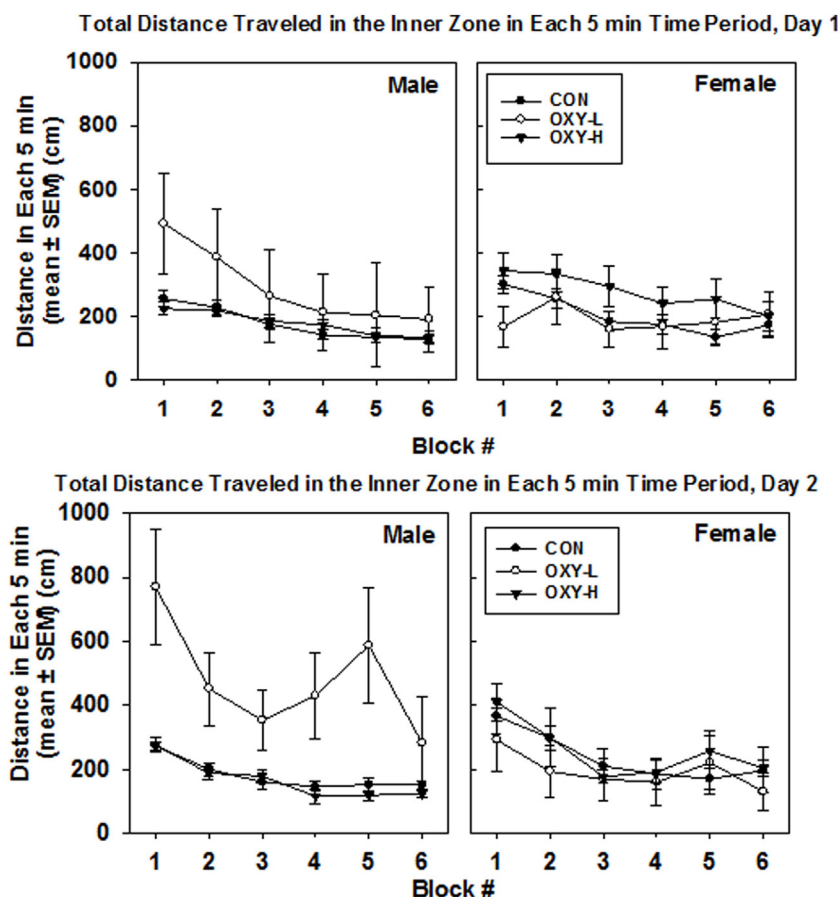 Total Distance Traveled in the Inner Zone in Each 5 min Time Period, Day 1
Distance In Each 5 min
(mean ± SEM) (cm)
1000
800
600
400
200
0
Male
Female
CON
OXY-L
OXY-H
1 2 3 4 5 6
1 2 3 4 5 6
Block #
Total Distance Traveled in the Inner Zone in Each 5 min Time Period, Day 2
Distance in Each 5 min
(mean ± SEM) (cm)
1000
800
600
400
200
0
Male
Female
CON
OXY-L
OXY-H
1 2 3 4 5 6
1 2 3 4 5 6
Block #